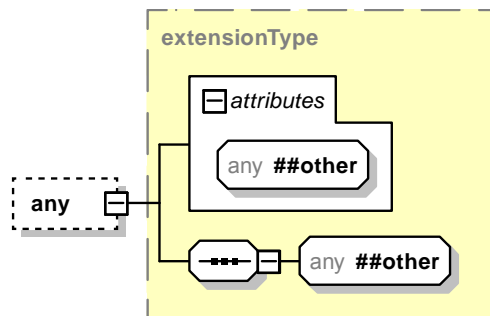 extensionType
attributes
any ##other
any
any ##other